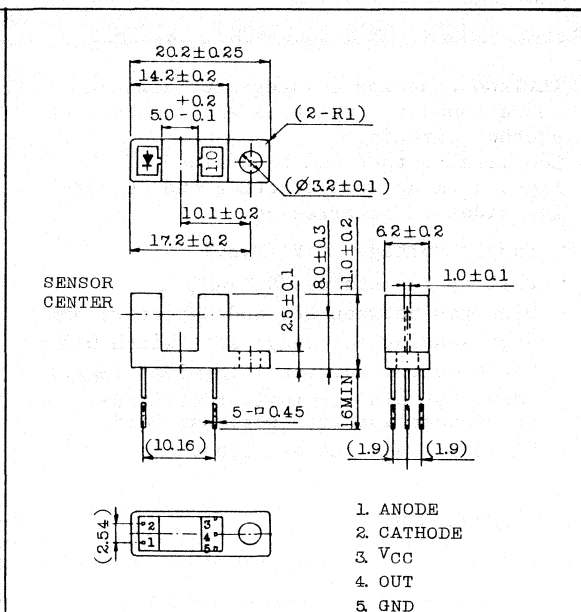 20.2±0.25
14.2±0.2
+0.2
5.0-0.1
(2-R1)
1.0
(Ø3.2±0.1)
10.1±0.2
17.2±0.2
6.2±0.2
SENSOR
CENTER
2.5±0.1
8.0±0.3
11.0±0.2
1.0±0.1
16MIN
5-□0.45
(10.16)
(1.9)
(1.9)
(2.54)
2
1
3
4
5
1. ANODE
2. CATHODE
3. VCC
4. OUT
5. GND